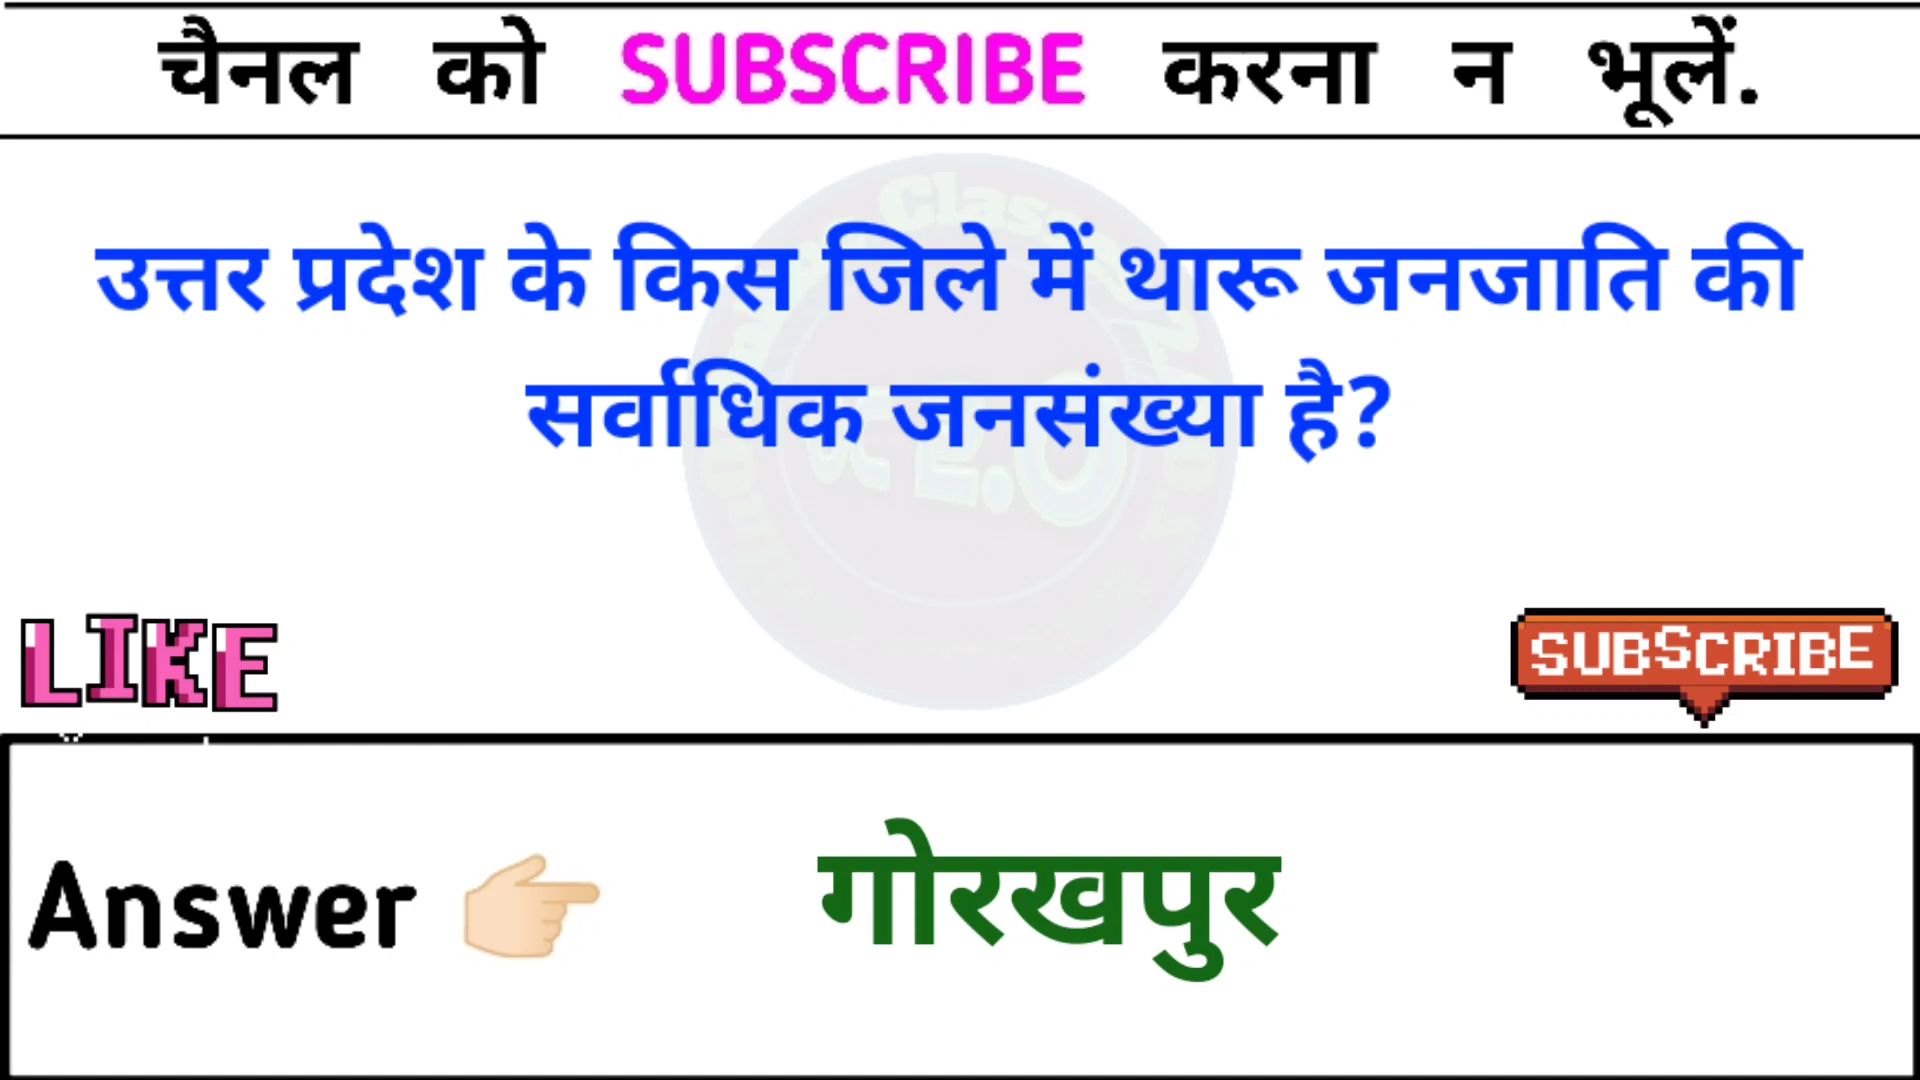 चैनल को SUBSCRIBE करना न भूलें.
उत्तर प्रदेश के किस जिले में थारू जनजाति की
सर्वाधिक जनसंख्या है?
LIKE
SUBSCRIBE
Answer 👉🏻 गोरखपुर